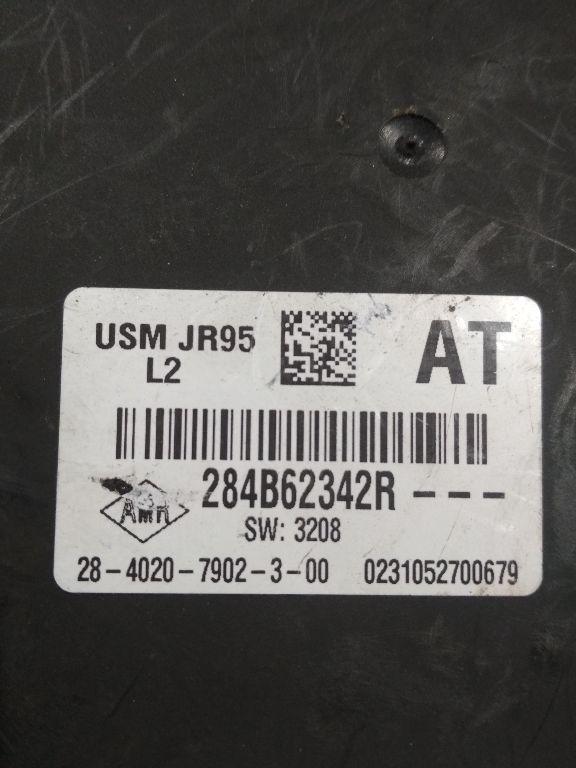 USM JR95
L2
AT
284B62342R - - -
AMR
SW: 3208
28-4020-7902-3-00 0231052700679